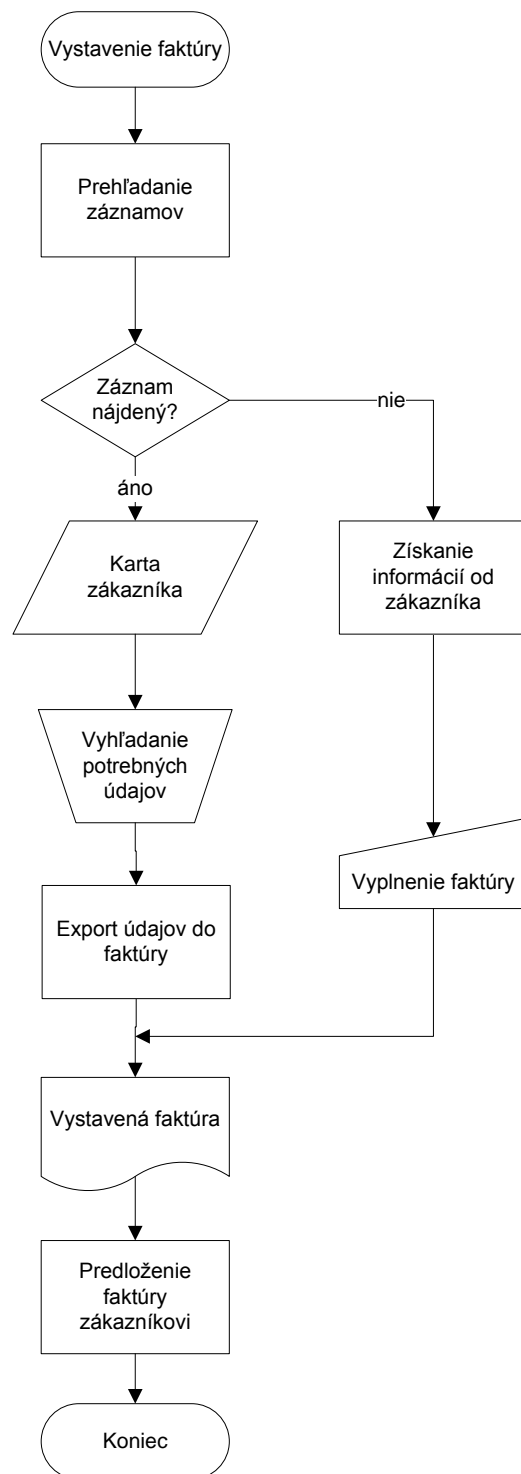 Vystavenie faktúry
Prehľadanie
záznamov
Záznam
nájdený?
nie
áno
Karta
zákazníka
Získanie
informácií od
zákazníka
Vyhľadanie
potrebných
údajov
Vyplnenie faktúry
Export údajov do
faktúry
Vystavená faktúra
Predloženie
faktúry
zákazníkovi
Koniec